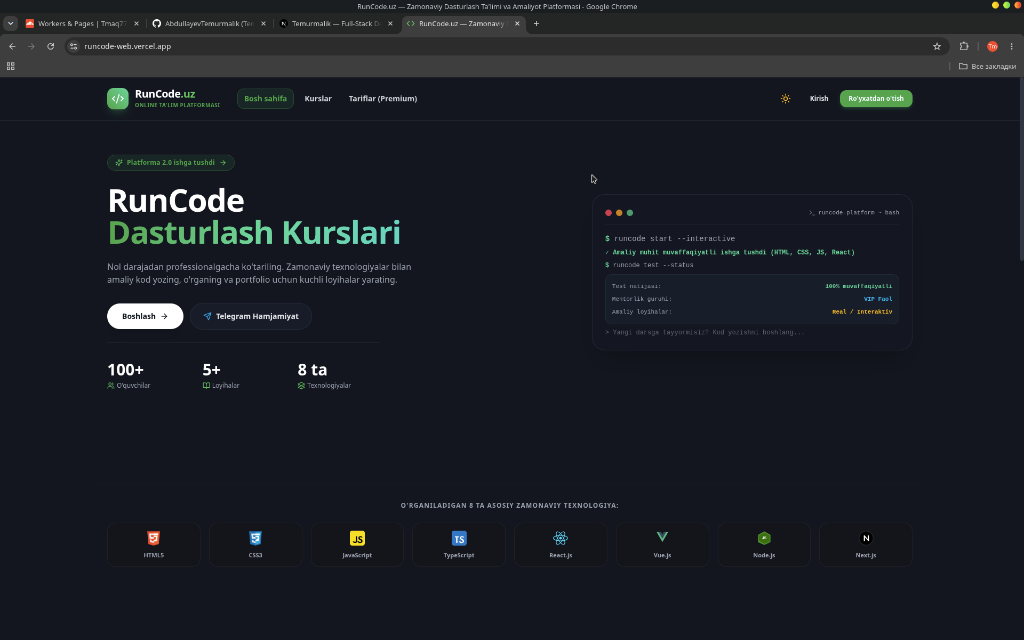 RunCode.uz — Zamonaviy Dasturlash Ta'limi va Amaliyot Platformasi - Google Chrome
Workers & Pages | Tmaq77
AbdullayevTemurmalik (Tem
Temurmalik — Full-Stack D
RunCode.uz — Zamonaviy
runcode-web.vercel.app
Tm
Все закладки
RunCode.uz
ONLINE TA'LIM PLATFORMASI
Bosh sahifa
Kurslar
Tariflar (Premium)
Kirish
Ro'yxatdan o'tish
Platforma 2.0 ishga tushdi →
RunCode
Dasturlash Kurslari
Nol darajadan professionalgacha ko'tariling. Zamonaviy texnologiyalar bilan
amaliy kod yozing, o'rganing va portfolio uchun kuchli loyihalar yarating.
Boshlash →
Telegram Hamjamiyat
100+
O'quvchilar
5+
Loyihalar
8 ta
Texnologiyalar
>_ runcode-platform — bash
$ runcode start --interactive
✓ Amaliy muhit muvaffaqiyatli ishga tushdi (HTML, CSS, JS, React)
$ runcode test --status
Test natijasi: 100% muvaffaqiyatli
Mentorlik guruhi: VIP Faol
Amaliy loyihalar: Real / Interaktiv
> Yangi darsga tayyormisiz? Kod yozishni boshlang...
O'RGANILADIGAN 8 TA ASOSIY ZAMONAVIY TEXNOLOGIYA:
HTML5
CSS3
JS
JavaScript
TS
TypeScript
React.js
Vue.js
Node.js
N
Next.js